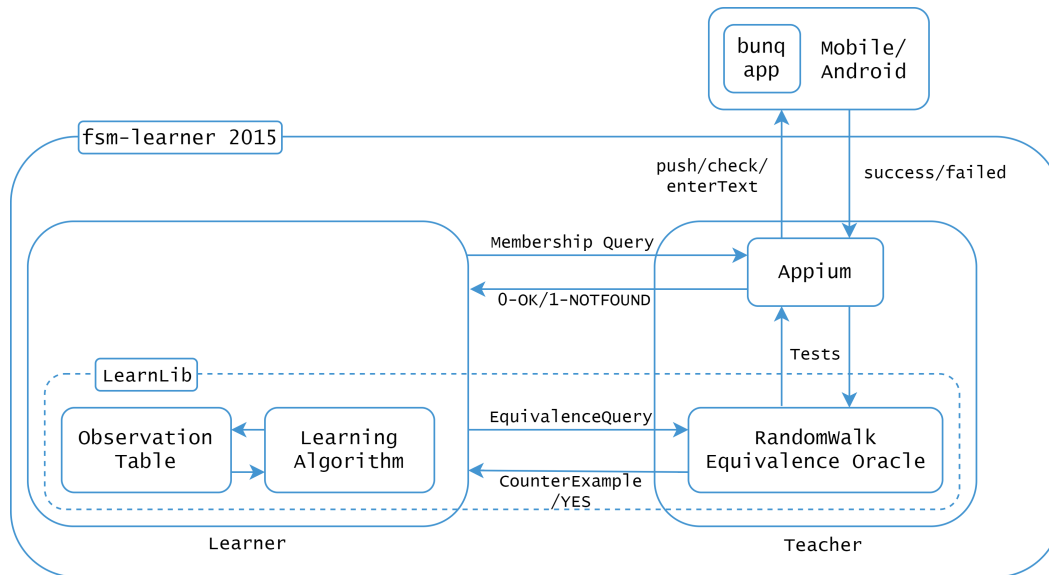 bunq
app
Mobile/
Android
fsm-learner 2015
push/check/
enterText
success/failed
Membership Query
Appium
0-OK/1-NOTFOUND
Tests
LearnLib
EquivalenceQuery
Observation
Table
Learning
Algorithm
RandomWalk
Equivalence Oracle
CounterExample
/YES
Learner
Teacher